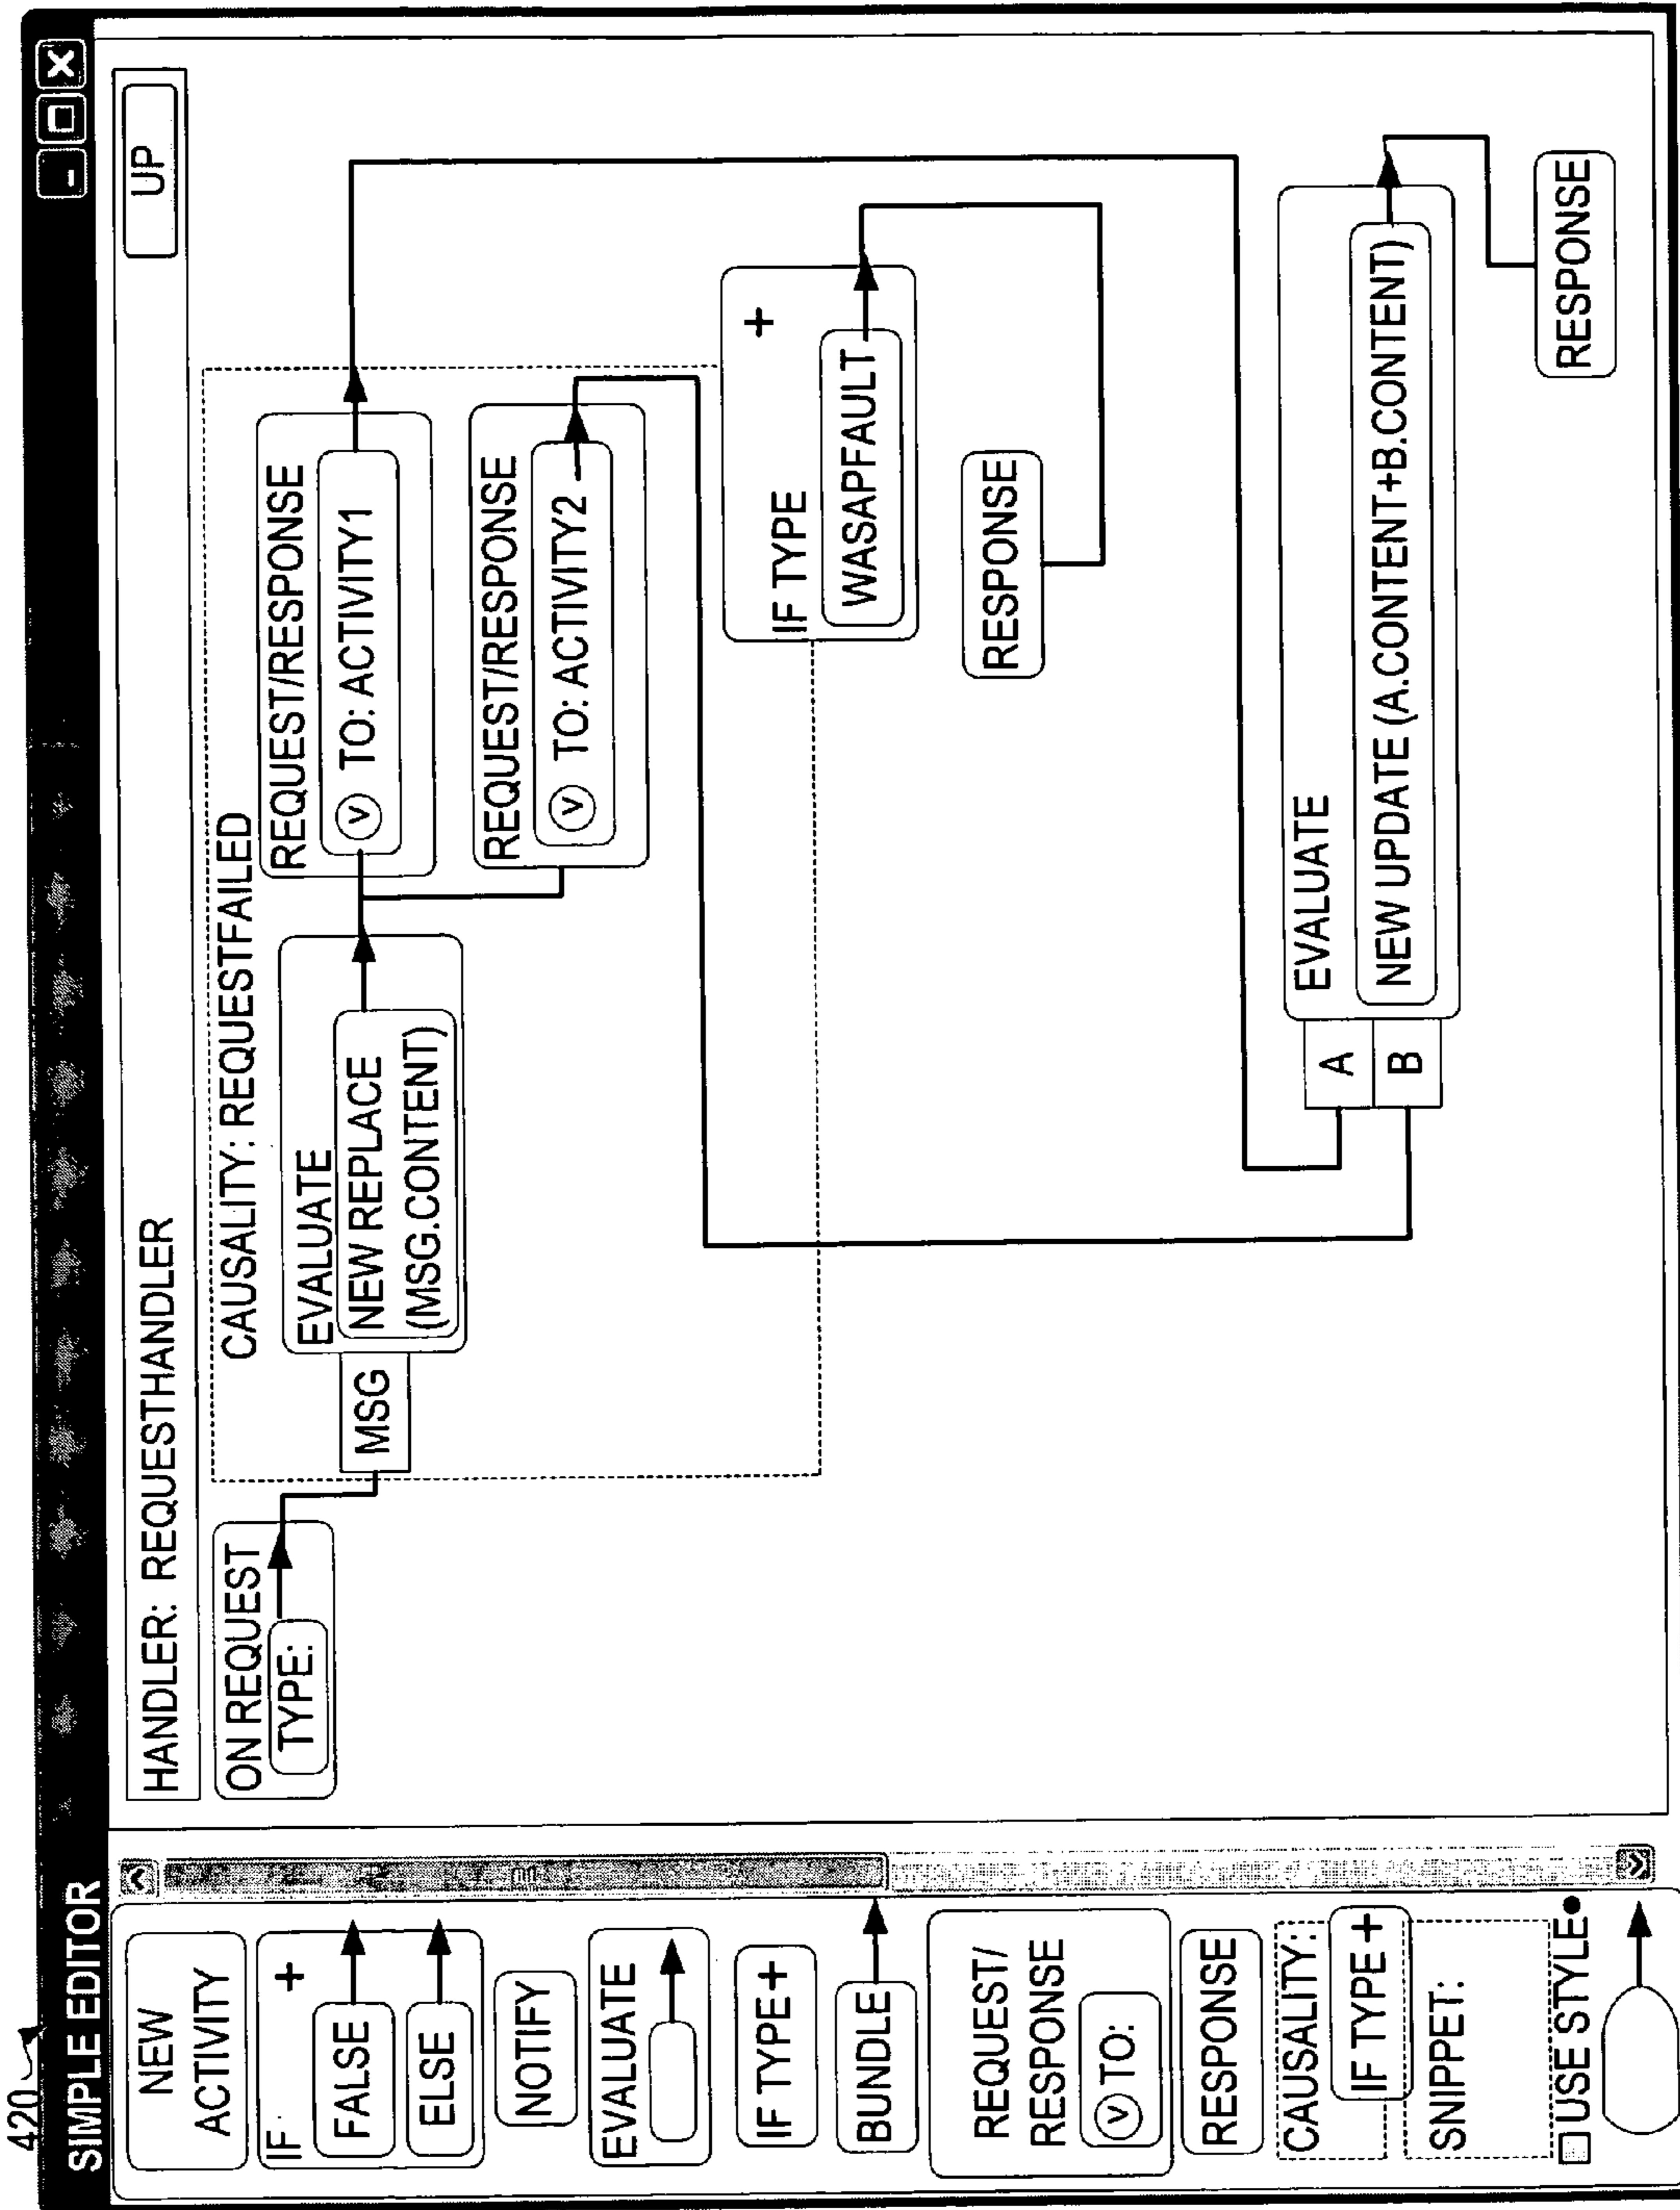 420
SIMPLE EDITOR
NEW
ACTIVITY
IF +
FALSE
ELSE
NOTIFY
EVALUATE
IF TYPE+
BUNDLE
REQUEST/
RESPONSE
V TO:
RESPONSE
CAUSALITY:
IF TYPE +
SNIPPET:
USE STYLE
HANDLER: REQUESTHANDLER
UP
ON REQUEST
TYPE:
CAUSALITY: REQUESTFAILED
MSG
EVALUATE
NEW REPLACE
(MSG.CONTENT)
REQUEST/RESPONSE
V TO: ACTIVITY1
REQUEST/RESPONSE
V TO: ACTIVITY2
IF TYPE +
WASAPFAULT
RESPONSE
A
B
EVALUATE
NEW UPDATE (A.CONTENT+B.CONTENT)
RESPONSE